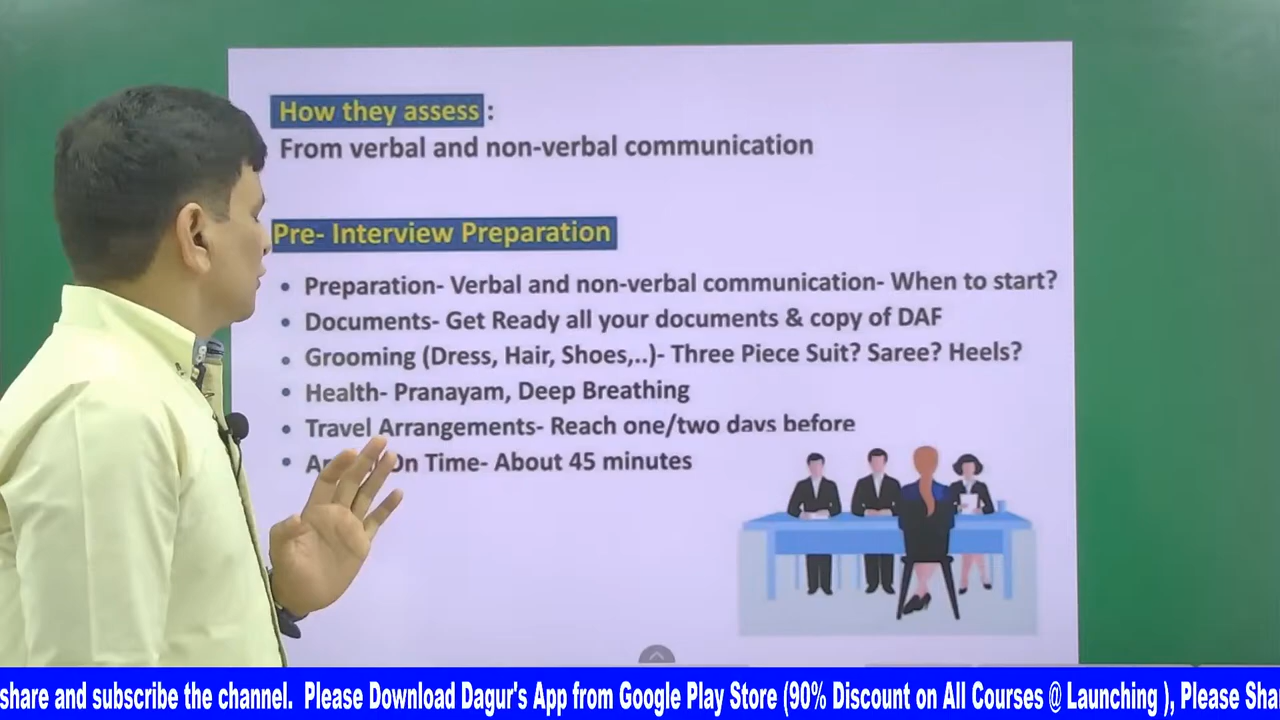 How they assess :
From verbal and non-verbal communication
Pre- Interview Preparation
• Preparation- Verbal and non-verbal communication- When to start?
• Documents- Get Ready all your documents & copy of DAF
• Grooming (Dress, Hair, Shoes,..)- Three Piece Suit? Saree? Heels?
• Health- Pranayam, Deep Breathing
• Travel Arrangements- Reach one/two days before
• On Time- About 45 minutes
share and subscribe the channel. Please Download Dagur's App from Google Play Store (90% Discount on All Courses @ Launching ), Please Sha